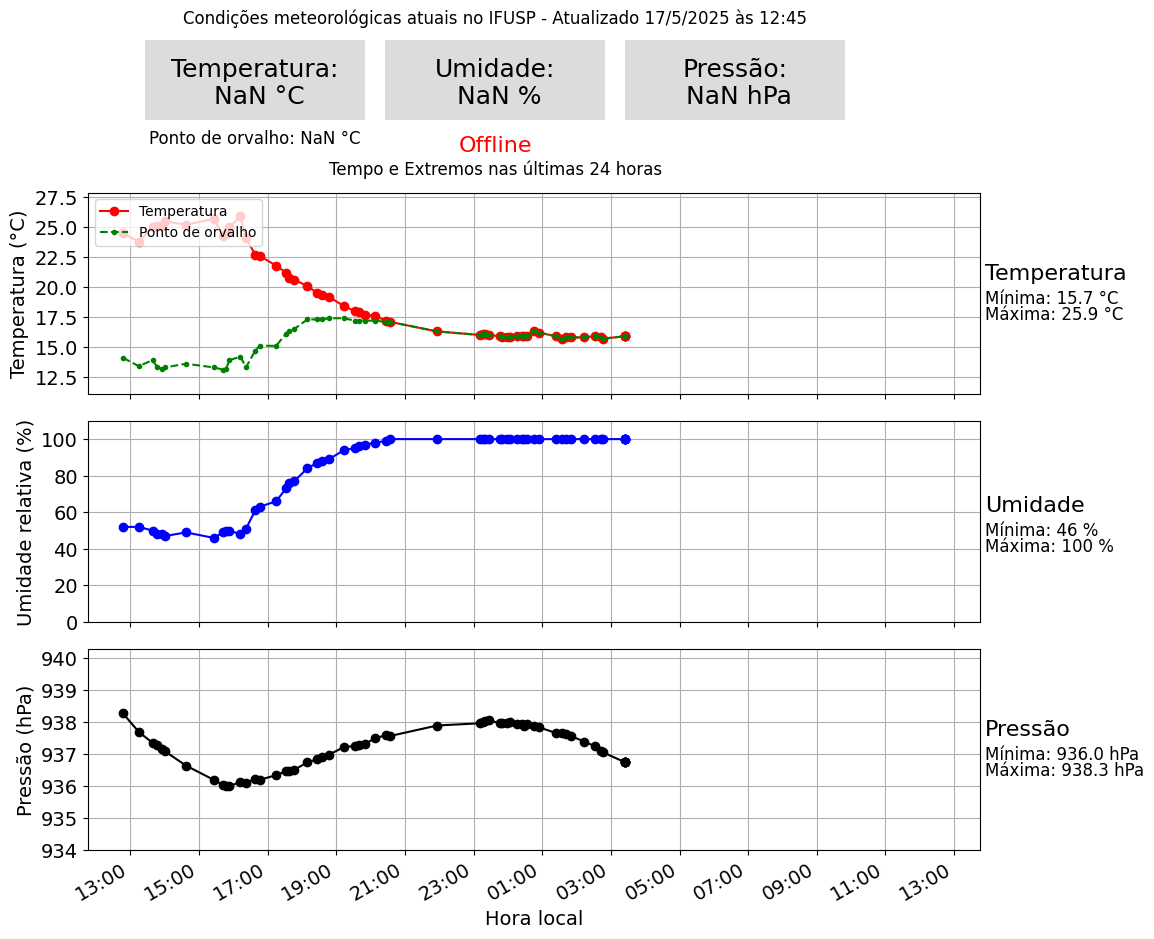 Condições meteorológicas atuais no IFUSP - Atualizado 17/5/2025 às 12:45
Temperatura:
NaN °C
Umidade:
NaN %
Pressão:
NaN hPa
Ponto de orvalho: NaN °C
Offline
Tempo e Extremos nas últimas 24 horas
Temperatura (°C)
27.5
25.0
22.5
20.0
17.5
15.0
12.5
Temperatura
Ponto de orvalho
Temperatura
Mínima: 15.7 °C
Máxima: 25.9 °C
Umidade relativa (%)
100
80
60
40
20
0
Umidade
Mínima: 46 %
Máxima: 100 %
Pressão (hPa)
940
939
938
937
936
935
934
Pressão
Mínima: 936.0 hPa
Máxima: 938.3 hPa
13:00
15:00
17:00
19:00
21:00
23:00
01:00
03:00
05:00
07:00
09:00
11:00
13:00
Hora local